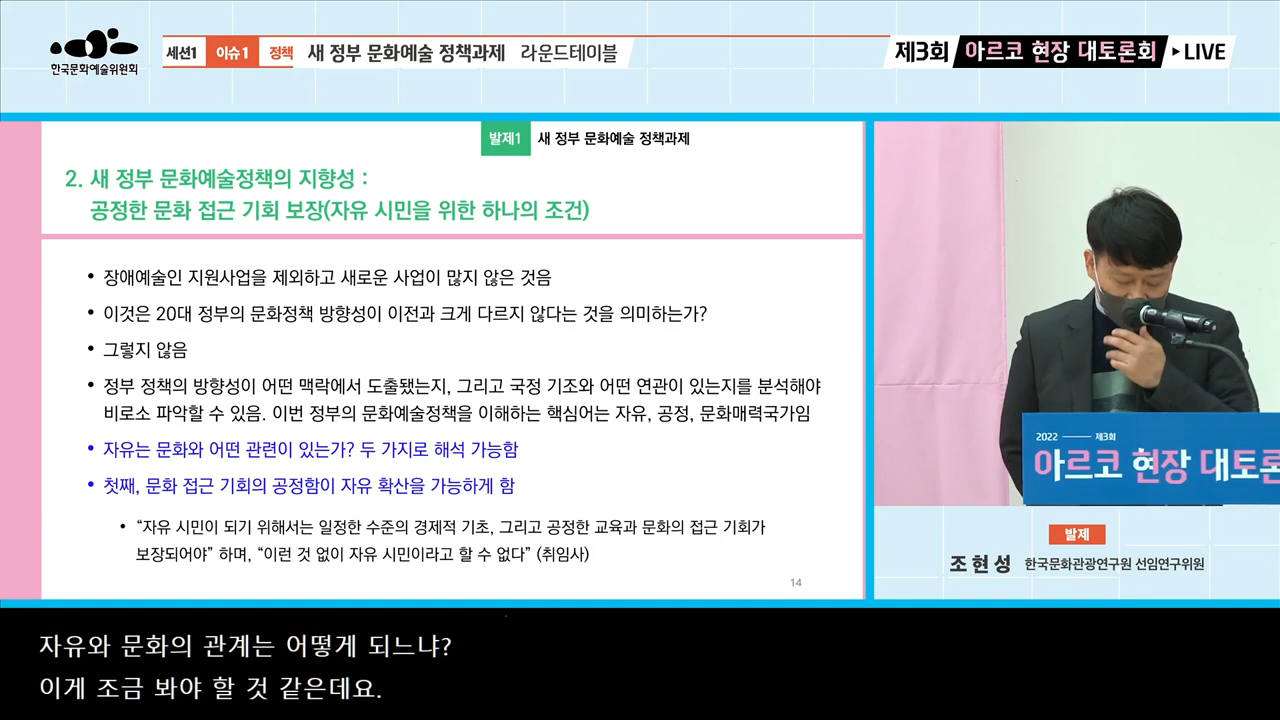 한국문화예술위원회
세션1 이슈1 정책 새 정부 문화예술 정책과제 라운드테이블
제3회 아르코 현장 대토론회 LIVE
발제1 새 정부 문화예술 정책과제
2. 새 정부 문화예술정책의 지향성 :
공정한 문화 접근 기회 보장(자유 시민을 위한 하나의 조건)
• 장애예술인 지원사업을 제외하고 새로운 사업이 많지 않은 것음
• 이것은 20대 정부의 문화정책 방향성이 이전과 크게 다르지 않다는 것을 의미하는가?
• 그렇지 않음
• 정부 정책의 방향성이 어떤 맥락에서 도출됐는지, 그리고 국정 기조와 어떤 연관이 있는지를 분석해야
비로소 파악할 수 있음. 이번 정부의 문화예술정책을 이해하는 핵심어는 자유, 공정, 문화매력국가임
• 자유는 문화와 어떤 관련이 있는가? 두 가지로 해석 가능함
• 첫째, 문화 접근 기회의 공정함이 자유 확산을 가능하게 함
• “자유 시민이 되기 위해서는 일정한 수준의 경제적 기초, 그리고 공정한 교육과 문화의 접근 기회가
보장되어야” 하며, “이런 것 없이 자유 시민이라고 할 수 없다” (취임사)
14
2022 제3회
아르코 현장 대토론
발제
조현성 한국문화관광연구원 선임연구위원
자유와 문화의 관계는 어떻게 되느냐?
이게 조금 봐야 할 것 같은데요.